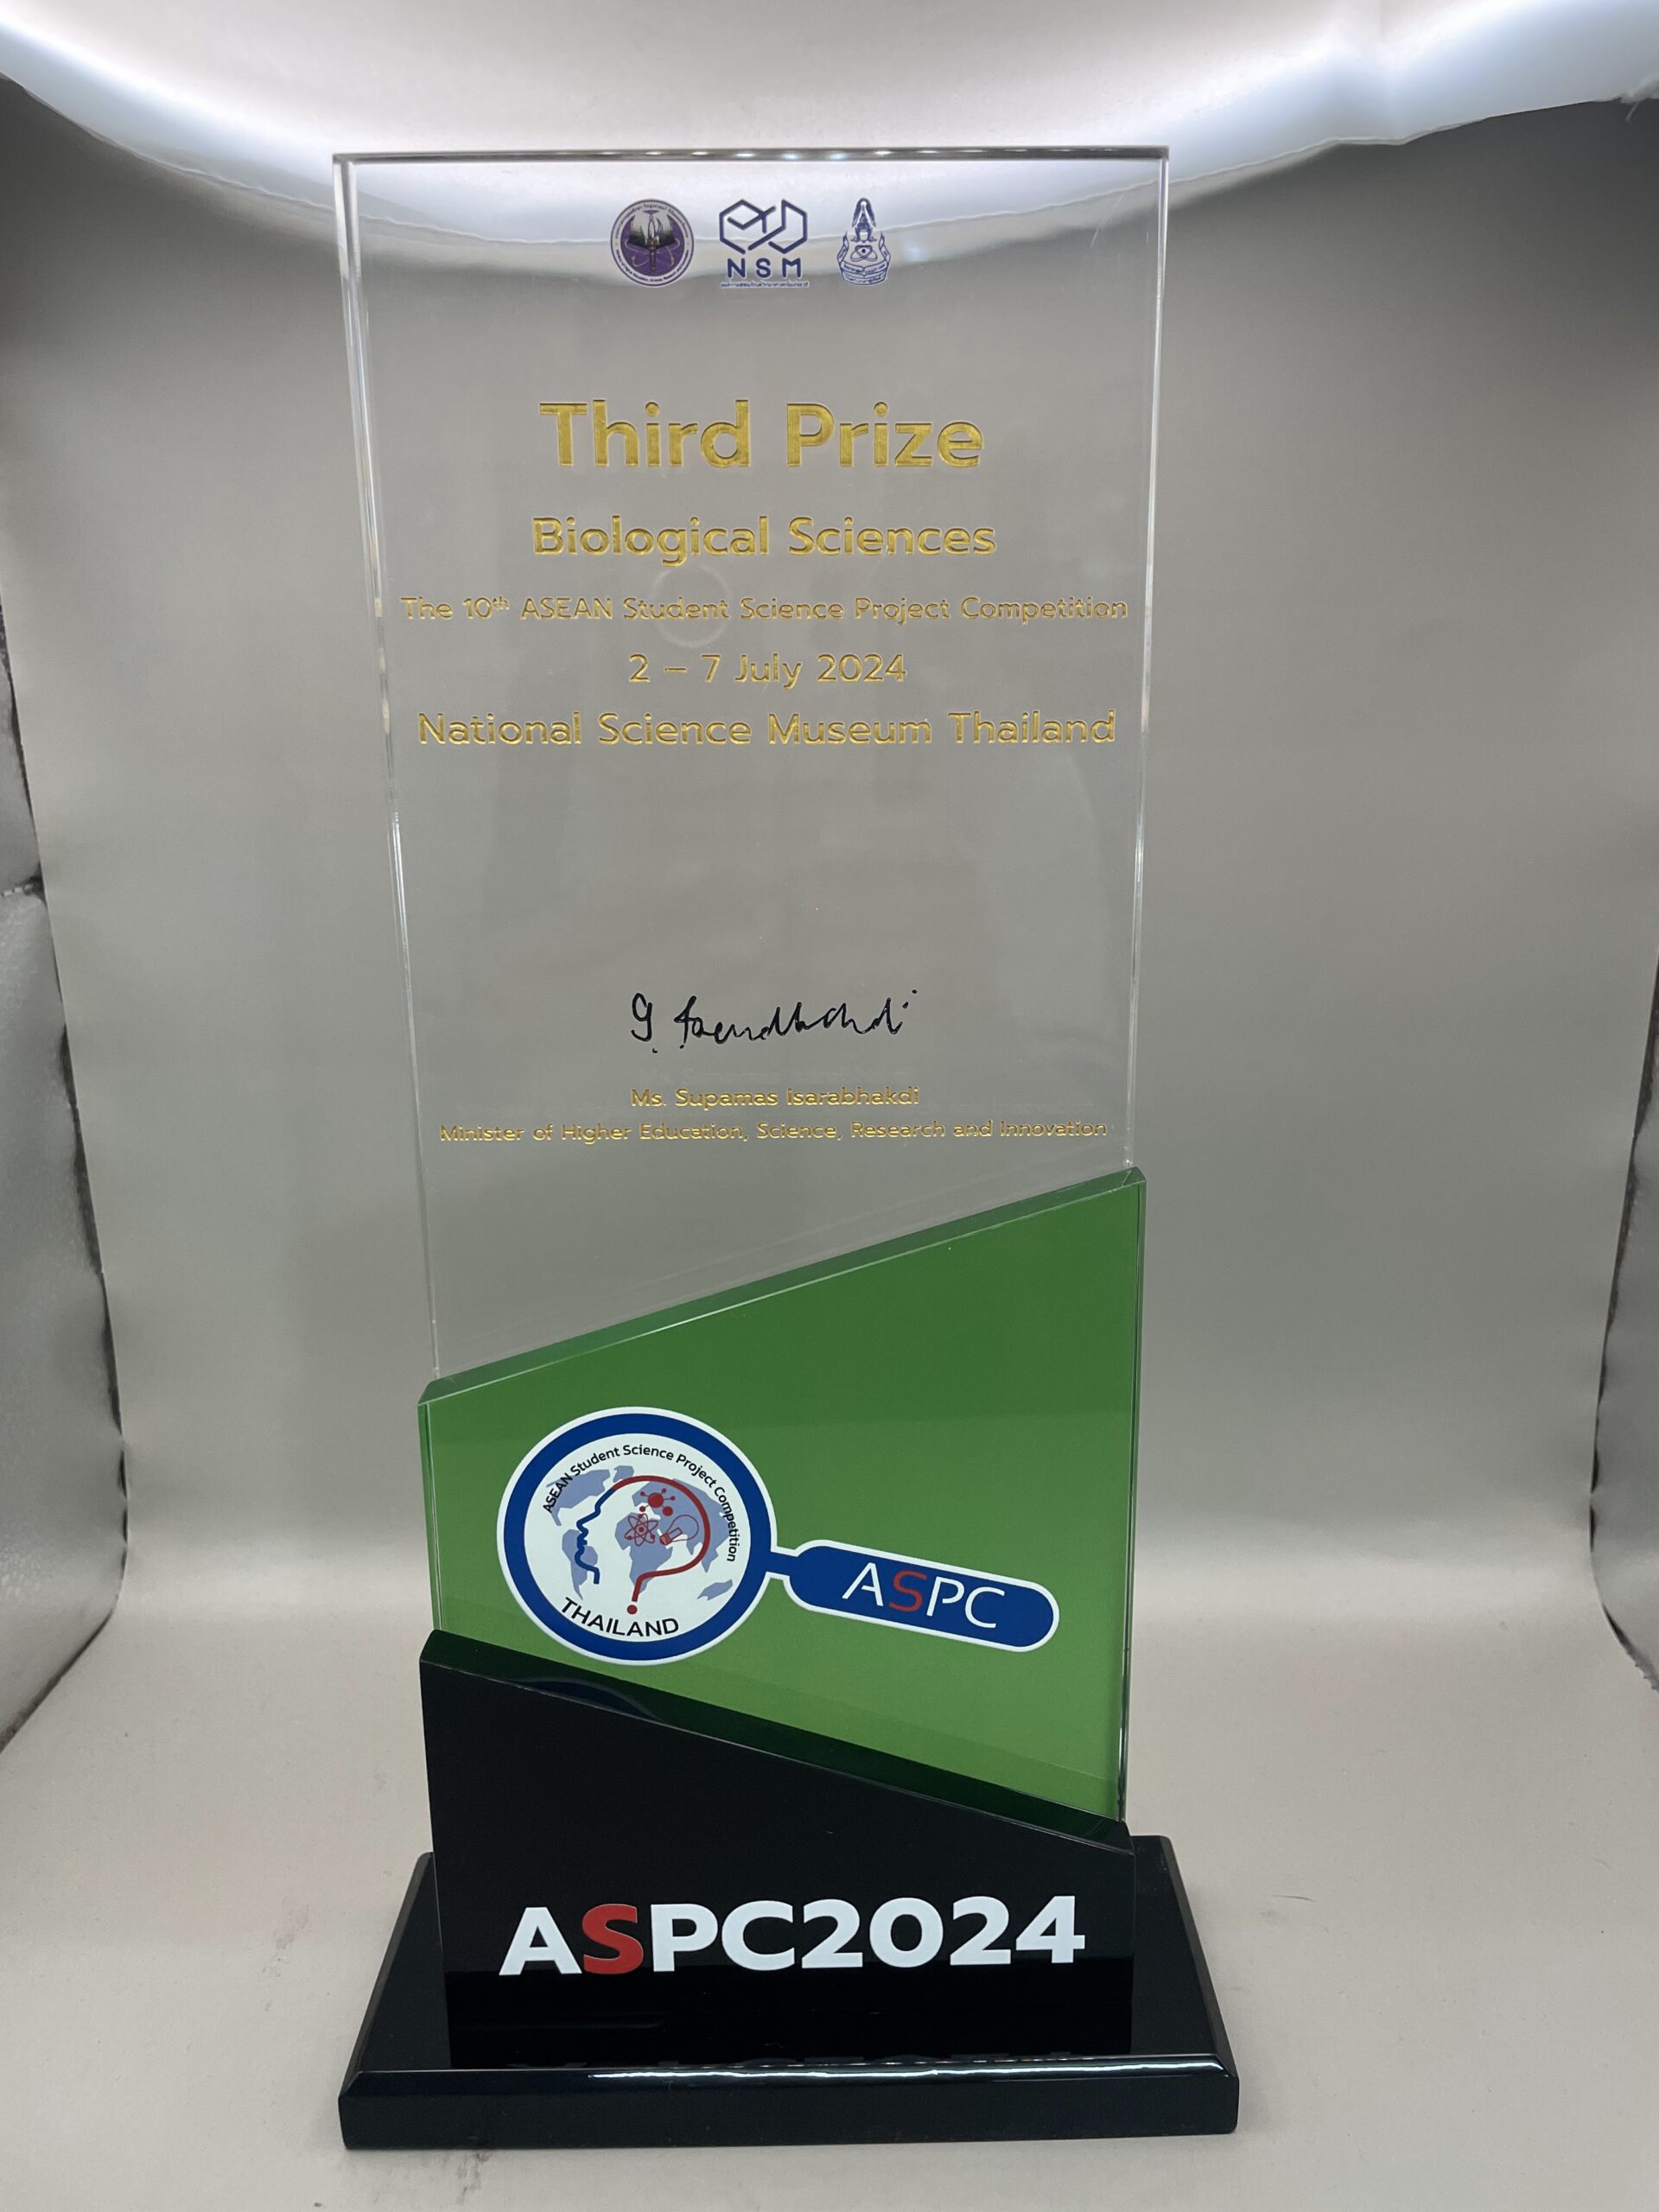 NSM
Third Prize
Biological Sciences
The 10th ASEAN Student Science Project Competition
2 – 7 July 2024
National Science Museum Thailand
Ms. Supamas Isarabhakdi
Minister of Higher Education, Science, Research and Innovation
ASEAN Student Science Project Competition
THAILAND
ASPC
ASPC2024